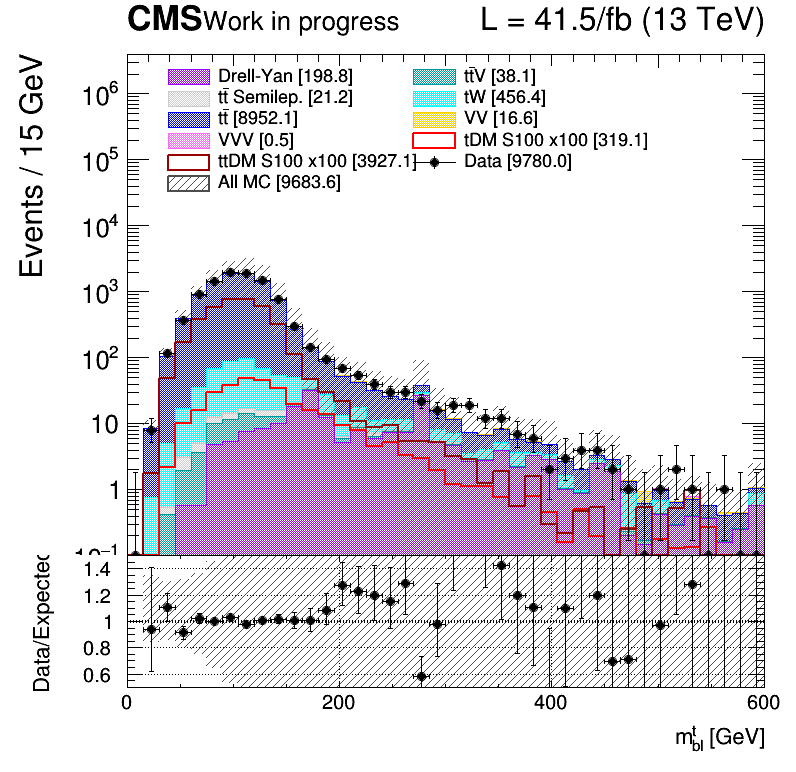 CMS Work in progress L = 41.5/fb (13 TeV)
Events / 15 GeV
Drell-Yan [198.8]
tt̄ Semilep. [21.2]
tt̄ [8952.1]
VVV [0.5]
ttDM S100 x100 [3927.1]
All MC [9683.6]
tt̄V [38.1]
tW [456.4]
VV [16.6]
tDM S100 x100 [319.1]
Data [9780.0]
10⁶
10⁵
10⁴
10³
10²
10
1
10⁻¹
Data/Expected
1.4
1.2
1
0.8
0.6
0 200 400 600
m^t_bl [GeV]